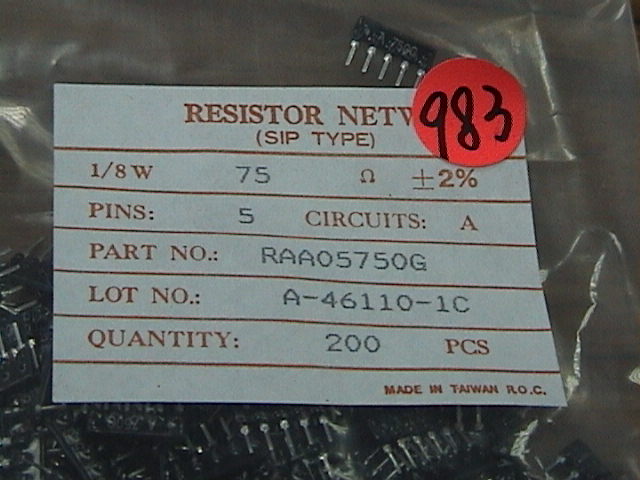 RESISTOR NETW
983
(SIP TYPE)
1/8 W 75 Ω ±2%
PINS: 5 CIRCUITS: A
PART NO.: RAA05750G
LOT NO.: A-46110-1C
QUANTITY: 200 PCS
MADE IN TAIWAN R.O.C.